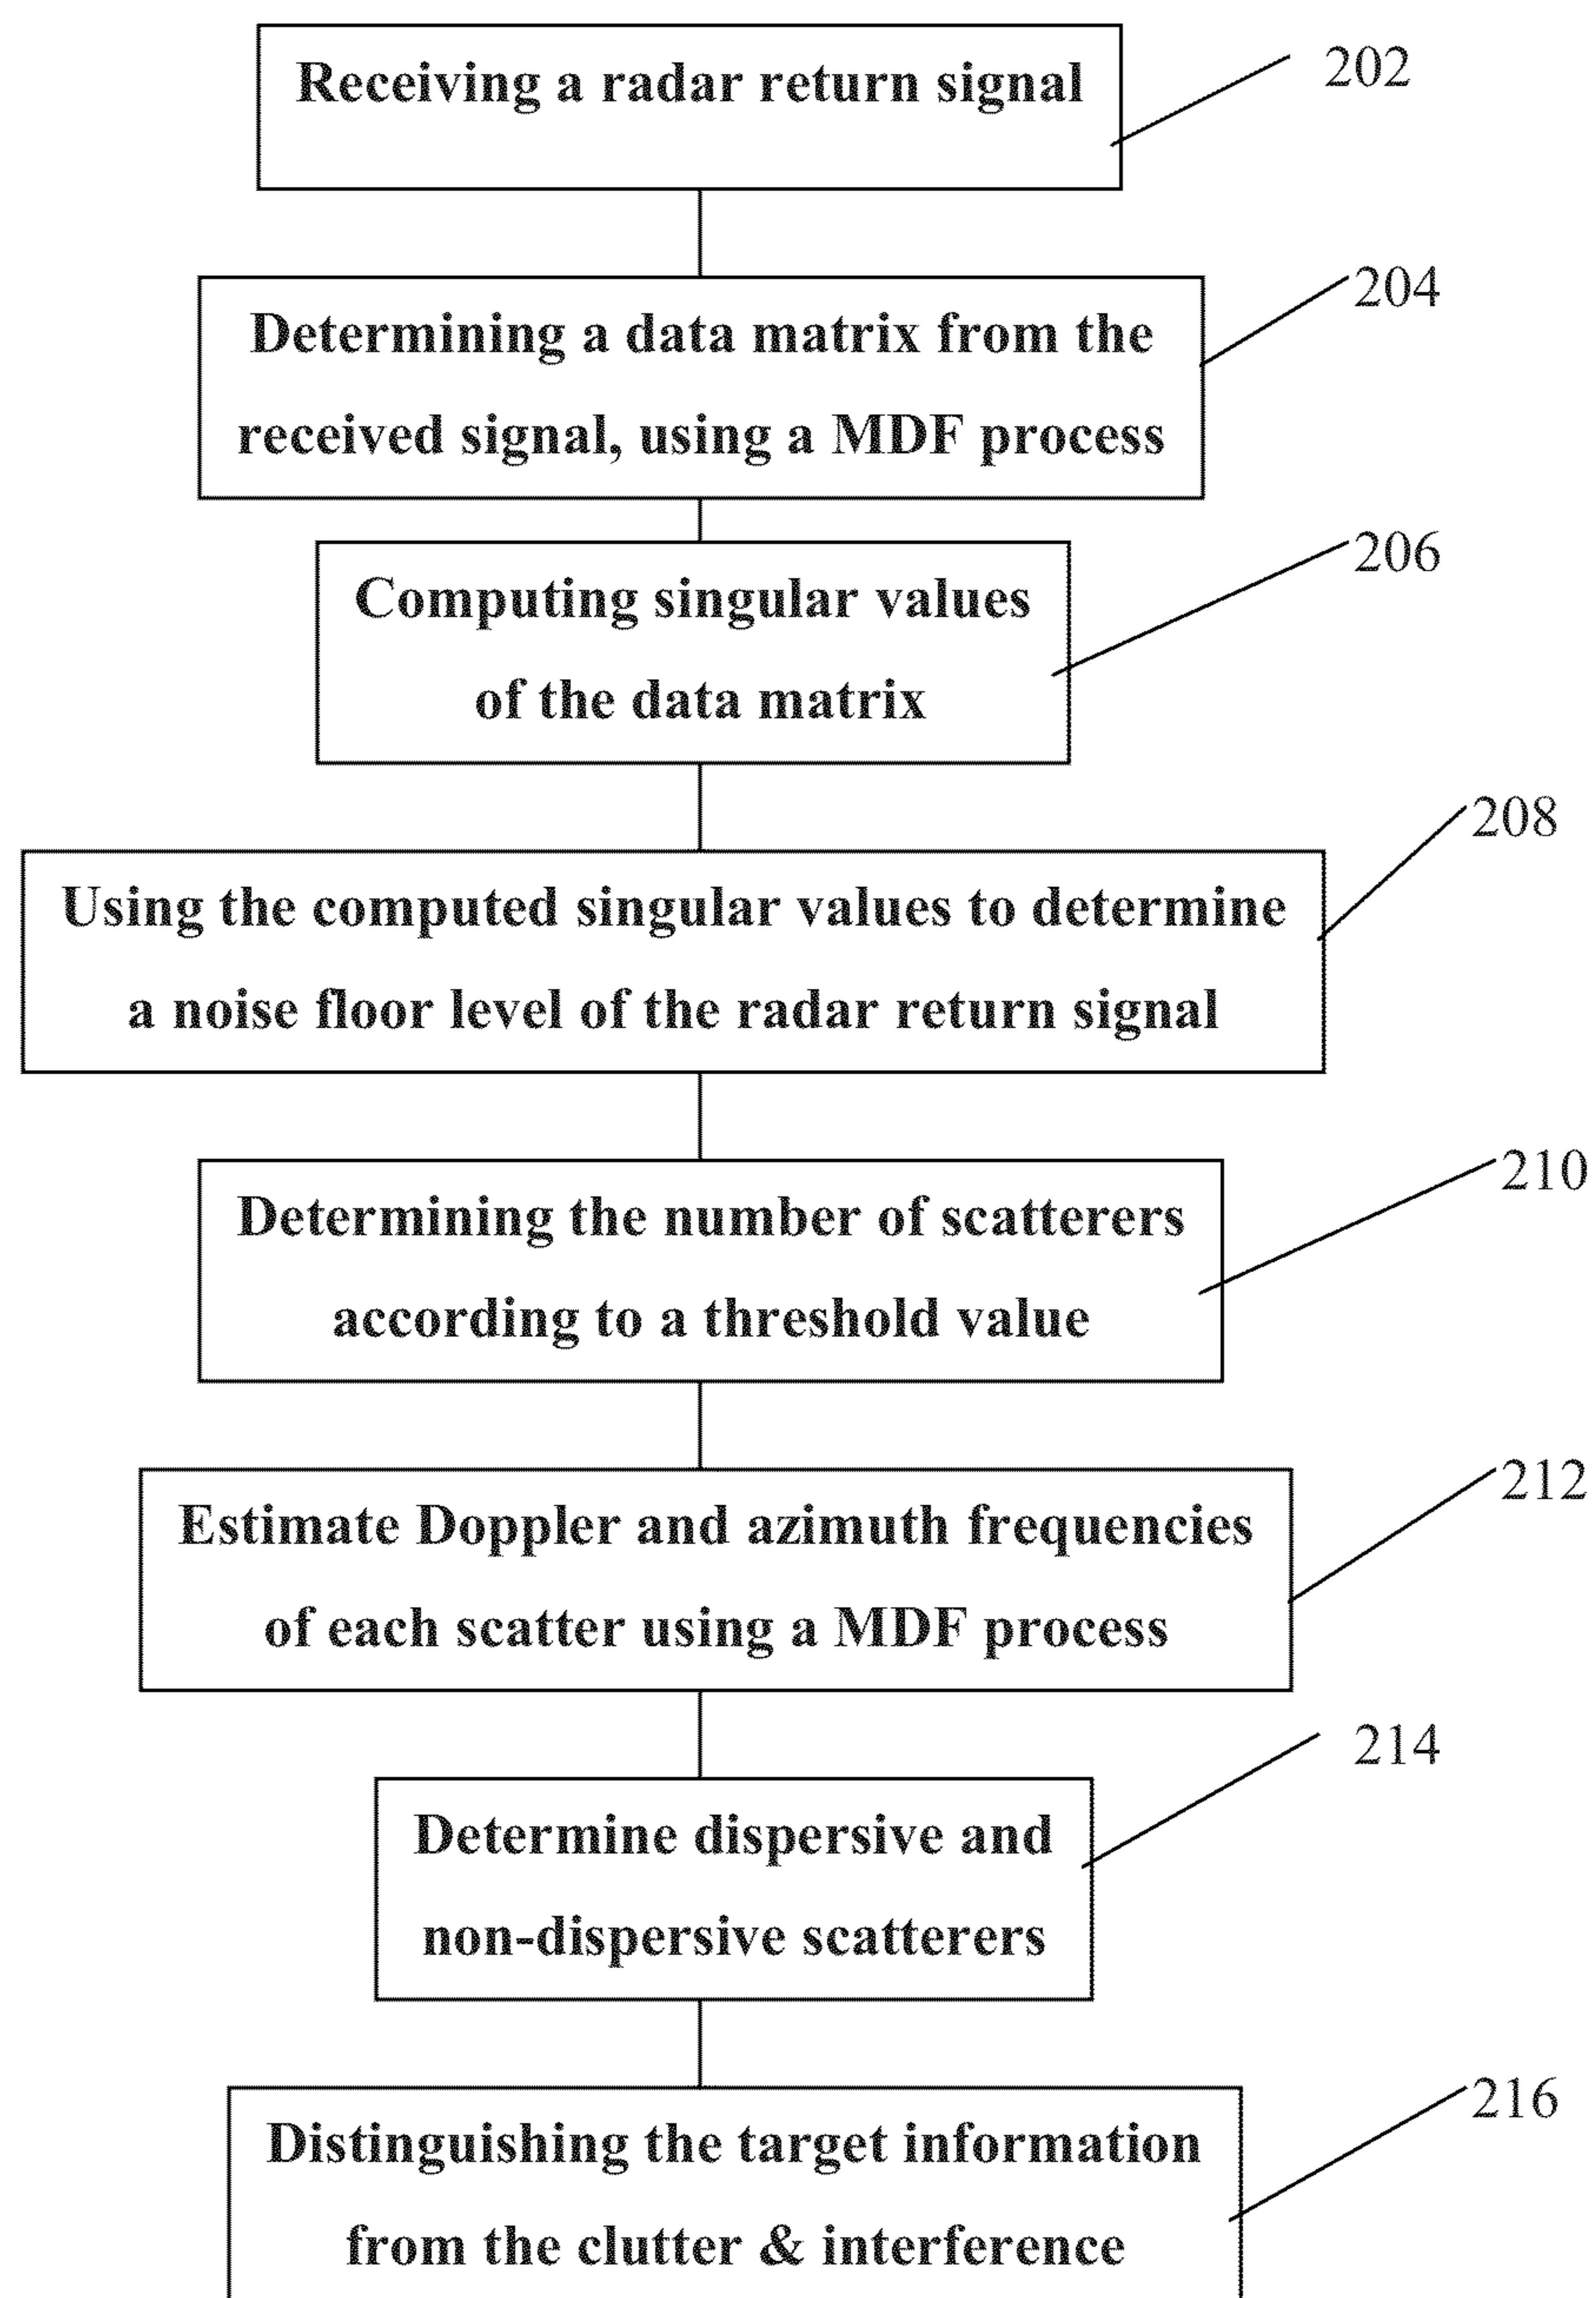 Receiving a radar return signal
202
204
Determining a data matrix from the
received signal, using a MDF process
206
Computing singular values
of the data matrix
208
Using the computed singular values to determine
a noise floor level of the radar return signal
210
Determining the number of scatterers
according to a threshold value
212
Estimate Doppler and azimuth frequencies
of each scatter using a MDF process
214
Determine dispersive and
non-dispersive scatterers
216
Distinguishing the target information
from the clutter & interference